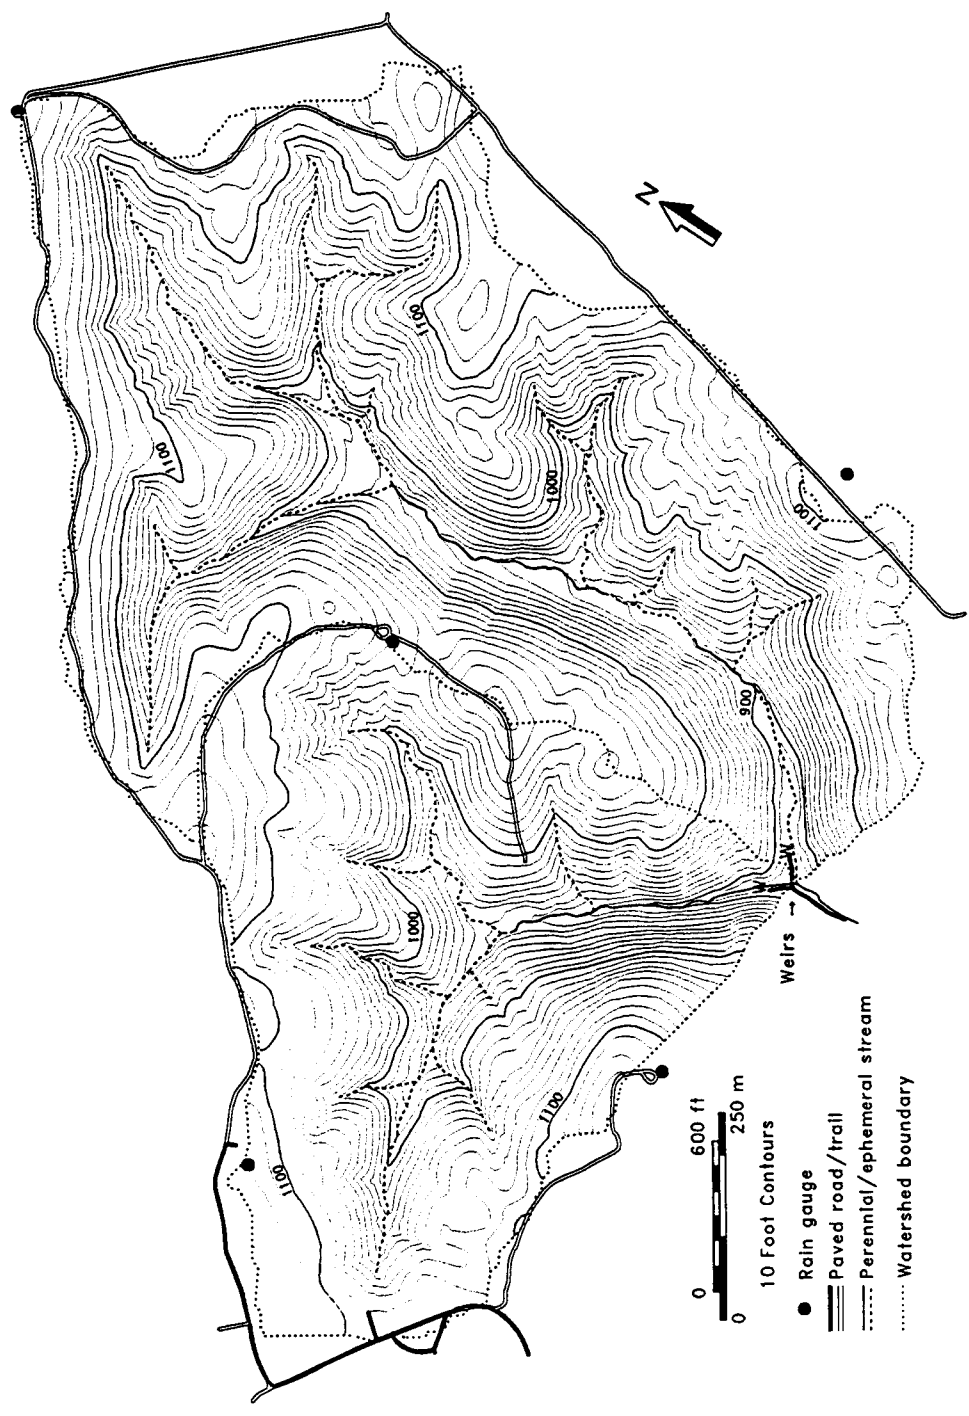 N
1100
1100
1000
1100
900
1000
1100
1100
Weirs →
0 600 ft
0 250 m
10 Foot Contours
Rain gauge
Paved road/trail
Perennial/ephemeral stream
Watershed boundary